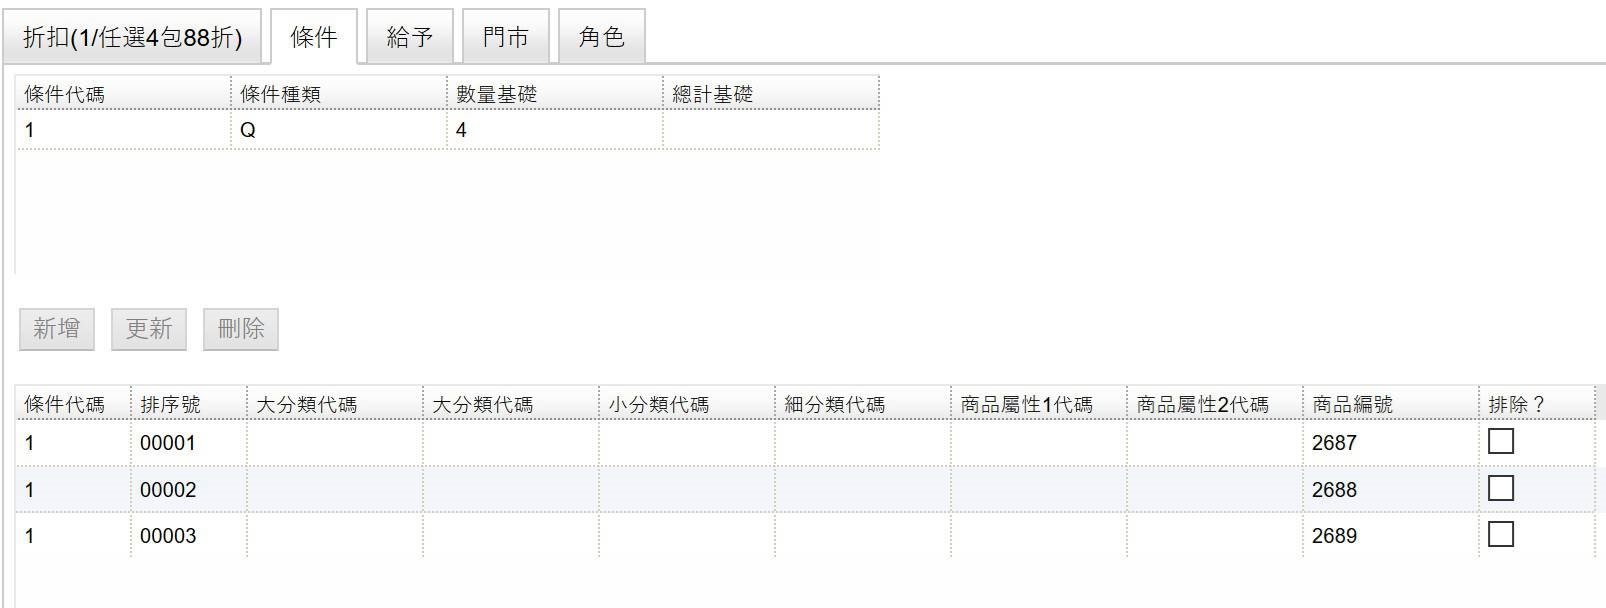 折扣(1/任選4包88折) 條件 給予 門市 角色
條件代碼 條件種類 數量基礎 總計基礎
1 Q 4
新增 更新 刪除
條件代碼 排序號 大分類代碼 大分類代碼 小分類代碼 細分類代碼 商品屬性1代碼 商品屬性2代碼 商品編號 排除？
1 00001 2687
1 00002 2688
1 00003 2689